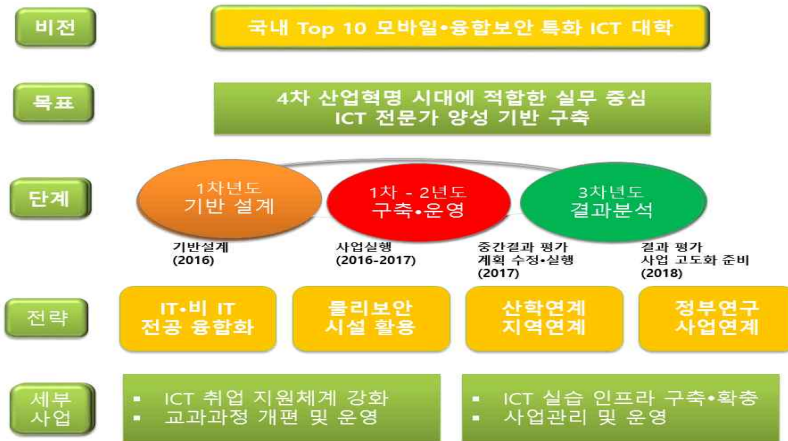 비전
국내 Top 10 모바일•융합보안 특화 ICT 대학
목표
4차 산업혁명 시대에 적합한 실무 중심
ICT 전문가 양성 기반 구축
단계
1차년도
기반 설계
1차 - 2년도
구축•운영
3차년도
결과분석
기반설계
(2016)
사업실행
(2016-2017)
중간결과 평가
계획 수정•실행
(2017)
결과 평가
사업 고도화 준비
(2018)
전략
IT•비 IT
전공 융합화
물리보안
시설 활용
산학연계
지역연계
정부연구
사업연계
세부
사업
▪ ICT 취업 지원체계 강화
▪ 교과과정 개편 및 운영
▪ ICT 실습 인프라 구축•확충
▪ 사업관리 및 운영